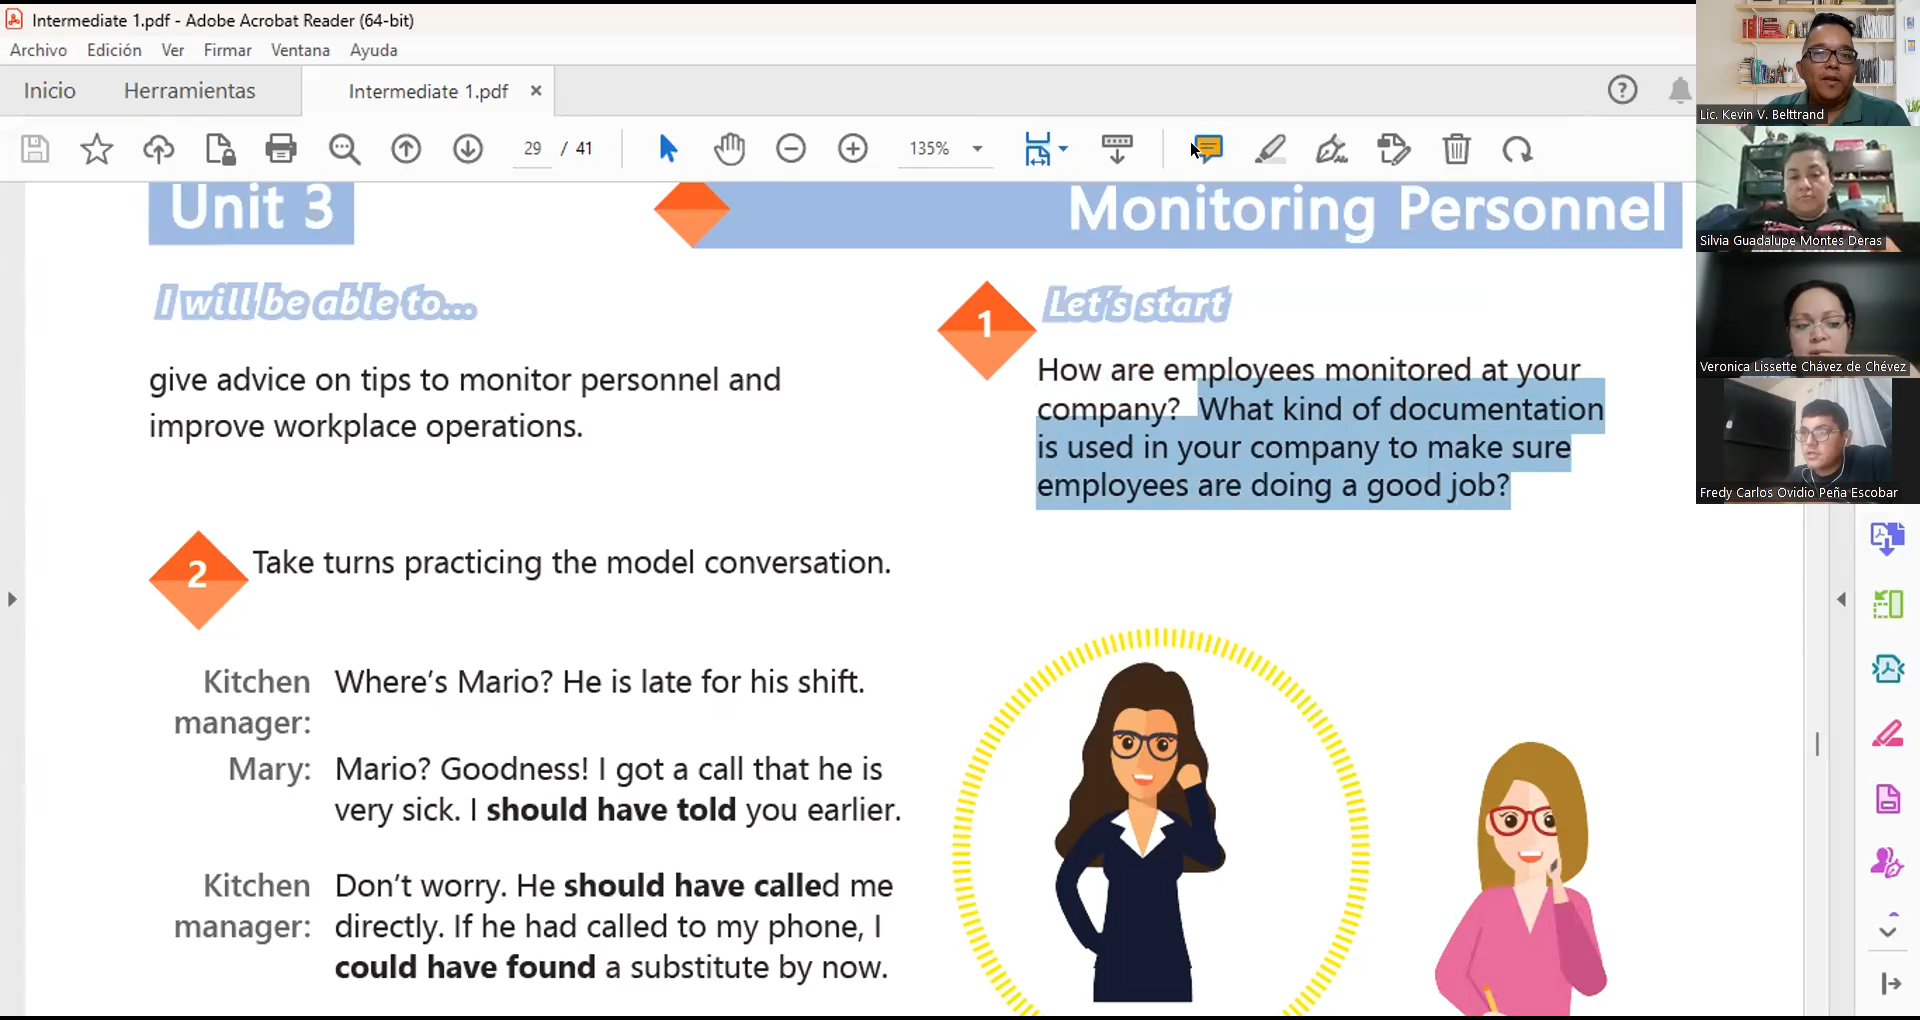 Intermediate 1.pdf - Adobe Acrobat Reader (64-bit)
Archivo Edición Ver Firmar Ventana Ayuda
Inicio Herramientas Intermediate 1.pdf
29 / 41 135%
Unit 3
Monitoring Personnel
I will be able to...
give advice on tips to monitor personnel and
improve workplace operations.
1
Let's start
How are employees monitored at your
company? What kind of documentation
is used in your company to make sure
employees are doing a good job?
2
Take turns practicing the model conversation.
Kitchen manager: Where's Mario? He is late for his shift.
Mary: Mario? Goodness! I got a call that he is
very sick. I should have told you earlier.
Kitchen manager: Don't worry. He should have called me
directly. If he had called to my phone, I
could have found a substitute by now.
Lic. Kevin V. Belttrand
Silvia Guadalupe Montes Deras
Veronica Lissette Chávez de Chévez
Fredy Carlos Ovidio Peña Escobar